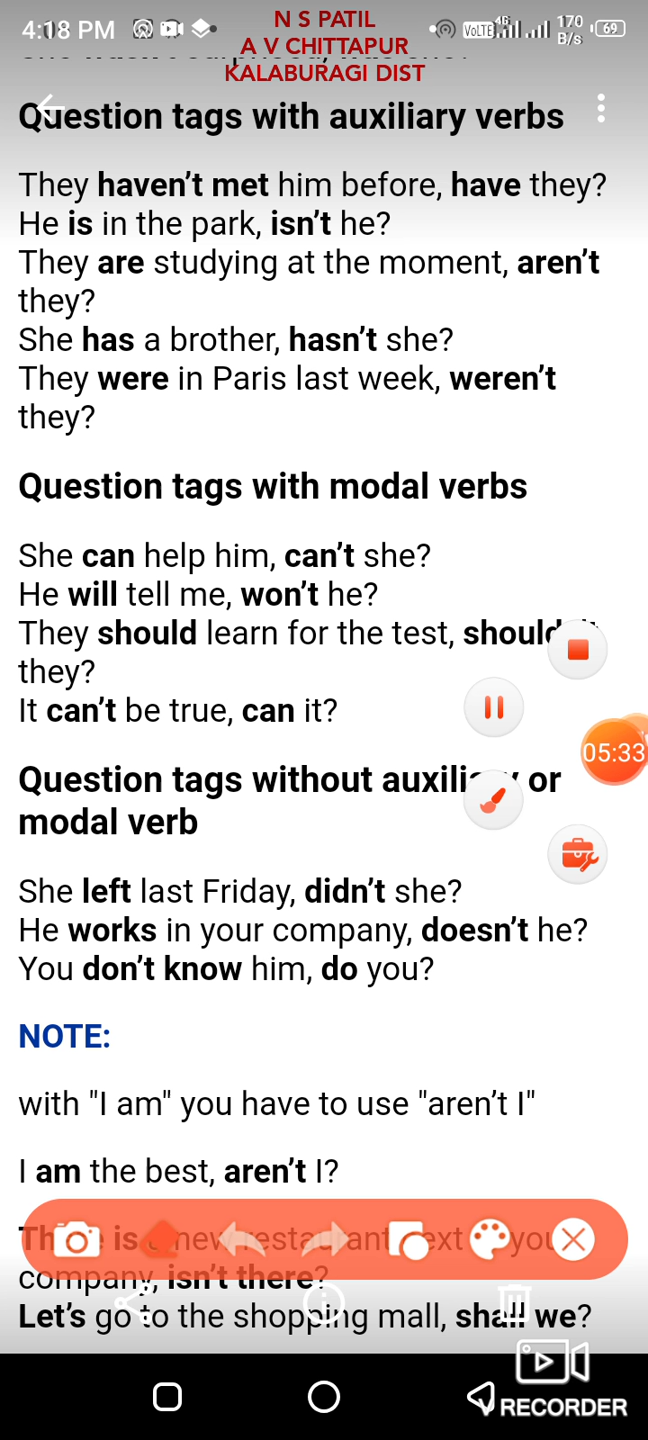 4:18 PM
N S PATIL
A V CHITTAPUR
KALABURAGI DIST
VoLTE 4G 170 B/s 69
Question tags with auxiliary verbs
They haven’t met him before, have they?
He is in the park, isn’t he?
They are studying at the moment, aren’t
they?
She has a brother, hasn’t she?
They were in Paris last week, weren’t
they?
Question tags with modal verbs
She can help him, can’t she?
He will tell me, won’t he?
They should learn for the test,
they?
It can’t be true, can it?
05:33
Question tags without or
modal verb
She left last Friday, didn’t she?
He works in your company, doesn’t he?
You don’t know him, do you?
NOTE:
with "I am" you have to use "aren’t I"
I am the best, aren’t I?
is
company, isn’t there?
Let’s go to the shopping mall, shall we?
RECORDER